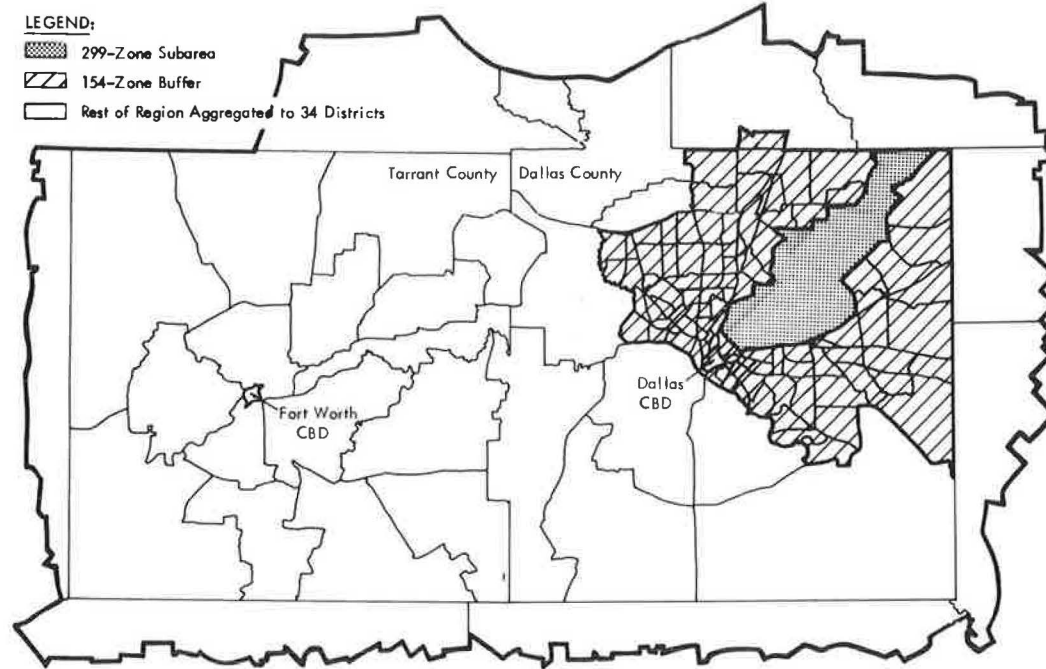 LEGEND:
299-Zone Subarea
154-Zone Buffer
Rest of Region Aggregated to 34 Districts
Tarrant County
Dallas County
Dallas
CBD
Fort Worth
CBD